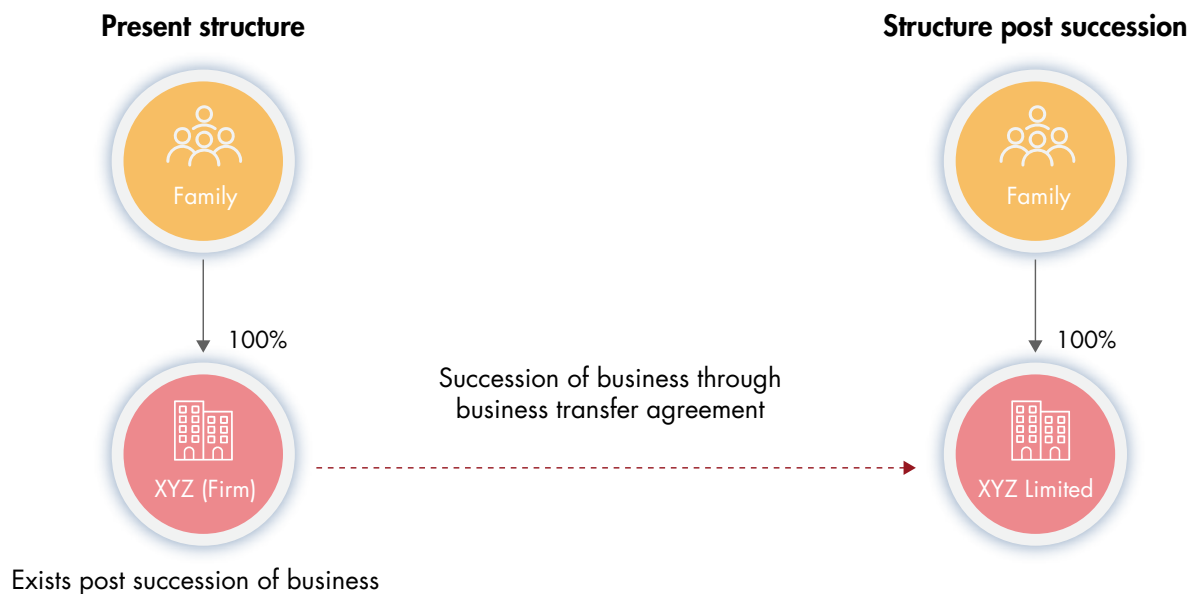 Present structure
Structure post succession
Family
Family
100%
100%
Succession of business through
business transfer agreement
XYZ (Firm)
XYZ Limited
Exists post succession of business